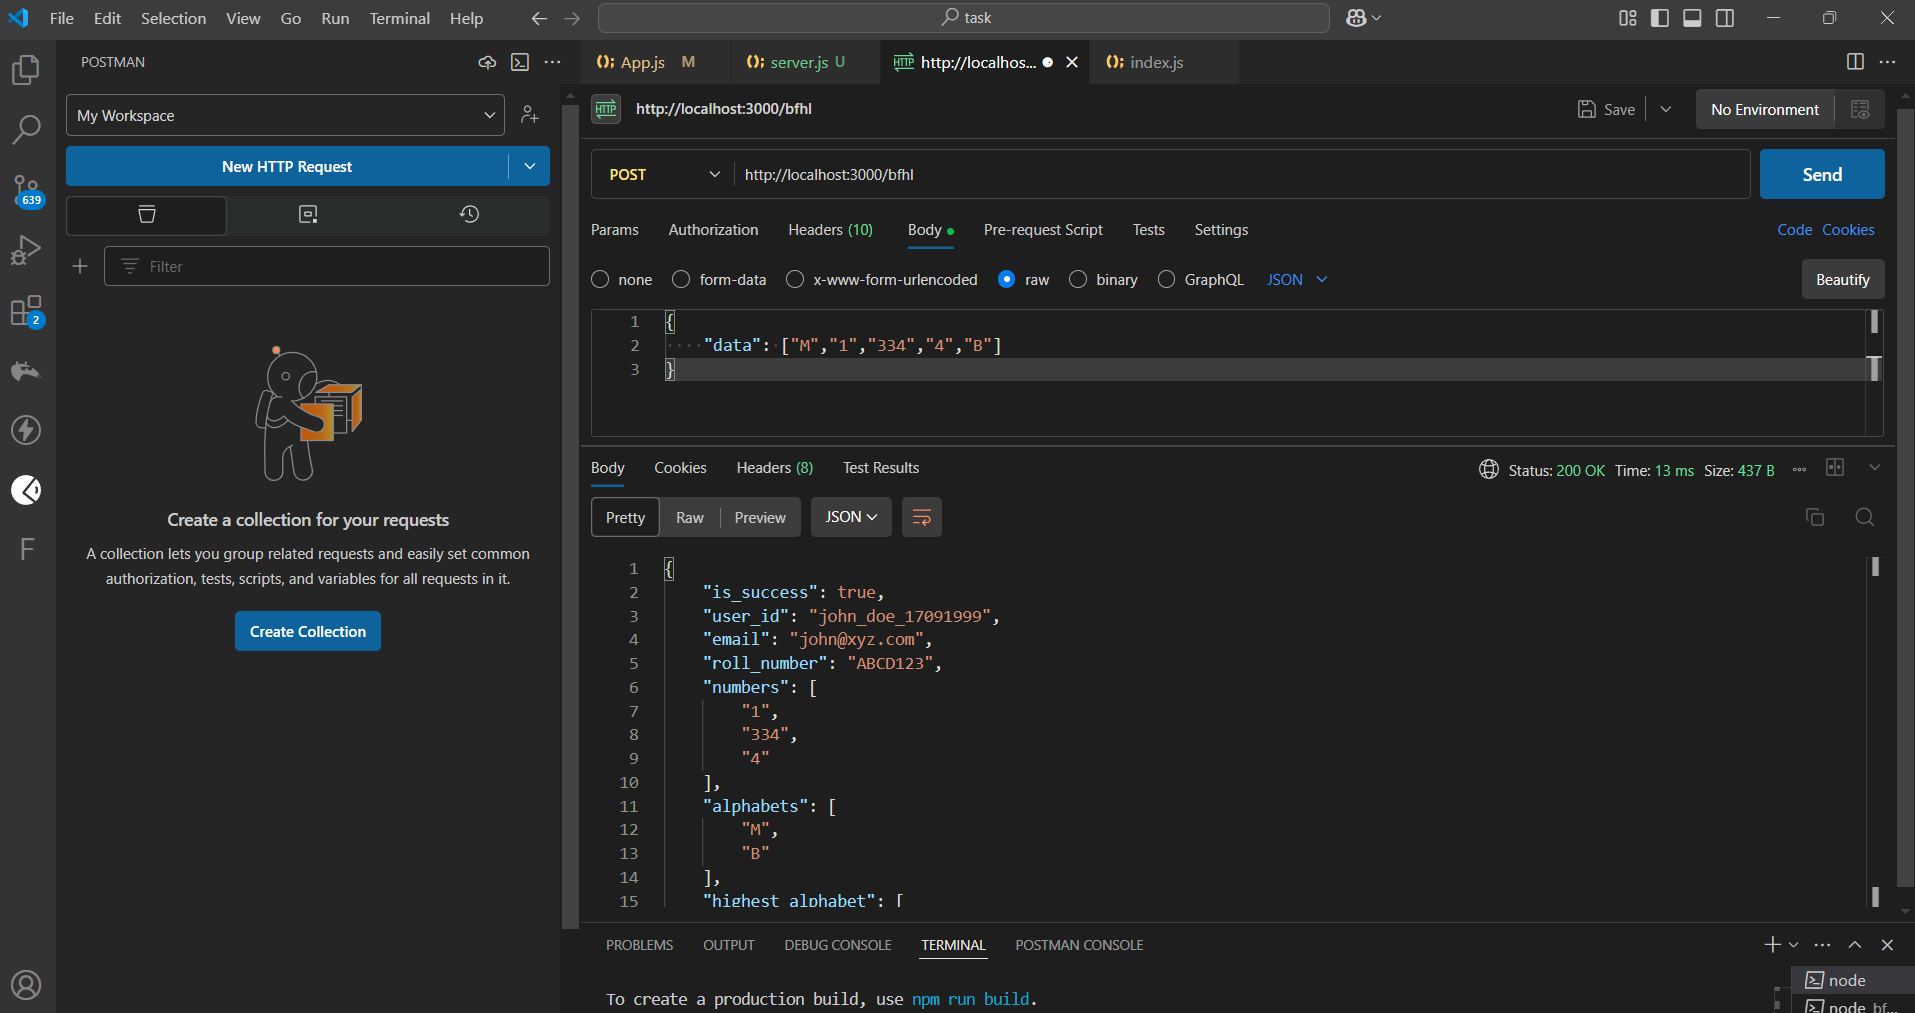 File Edit Selection View Go Run Terminal Help
task
POSTMAN
App.js M
server.js U
http://localhos...
index.js
My Workspace
New HTTP Request
639
2
F
Filter
Create a collection for your requests
A collection lets you group related requests and easily set common
authorization, tests, scripts, and variables for all requests in it.
Create Collection
HTTP http://localhost:3000/bfhl
Save
No Environment
POST http://localhost:3000/bfhl
Send
Params Authorization Headers (10) Body Pre-request Script Tests Settings
Code Cookies
none form-data x-www-form-urlencoded raw binary GraphQL JSON
Beautify
1 {
2 "data": ["M","1","334","4","B"]
3 }
Body Cookies Headers (8) Test Results
Status: 200 OK Time: 13 ms Size: 437 B
Pretty Raw Preview JSON
1 {
2 "is_success": true,
3 "user_id": "john_doe_17091999",
4 "email": "john@xyz.com",
5 "roll_number": "ABCD123",
6 "numbers": [
7 "1",
8 "334",
9 "4"
10 ],
11 "alphabets": [
12 "M",
13 "B"
14 ],
15 "highest_alphabet": [
PROBLEMS OUTPUT DEBUG CONSOLE TERMINAL POSTMAN CONSOLE
To create a production build, use npm run build.
node
node bf...